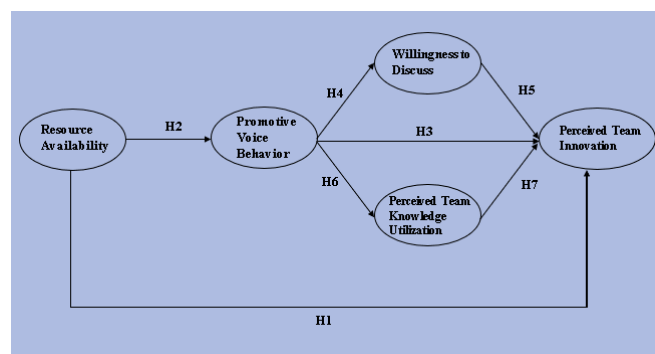 Willingness to
Discuss
H4
H5
Resource
Availability
H2
Promotive
Voice
Behavior
H3
Perceived Team
Innovation
H6
H7
Perceived Team
Knowledge
Utilization
H1